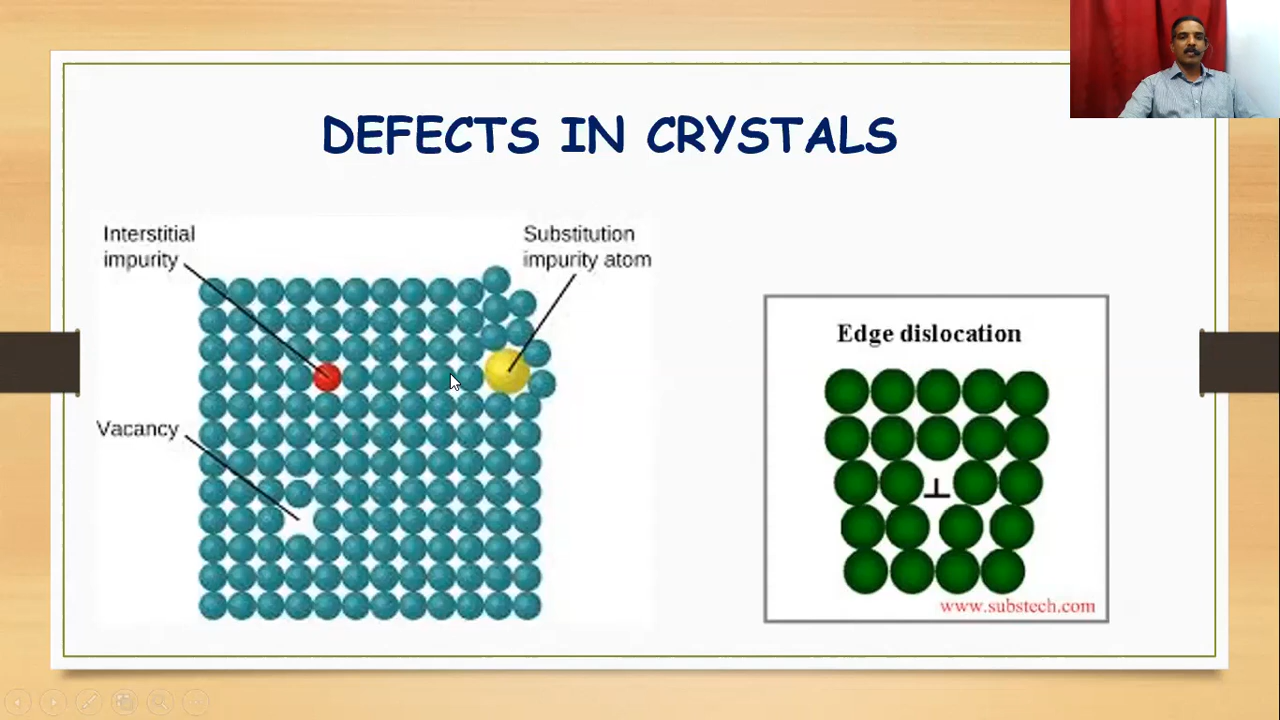 DEFECTS IN CRYSTALS
Interstitial
impurity
Substitution
impurity atom
Vacancy
Edge dislocation
⊥
www.substech.com